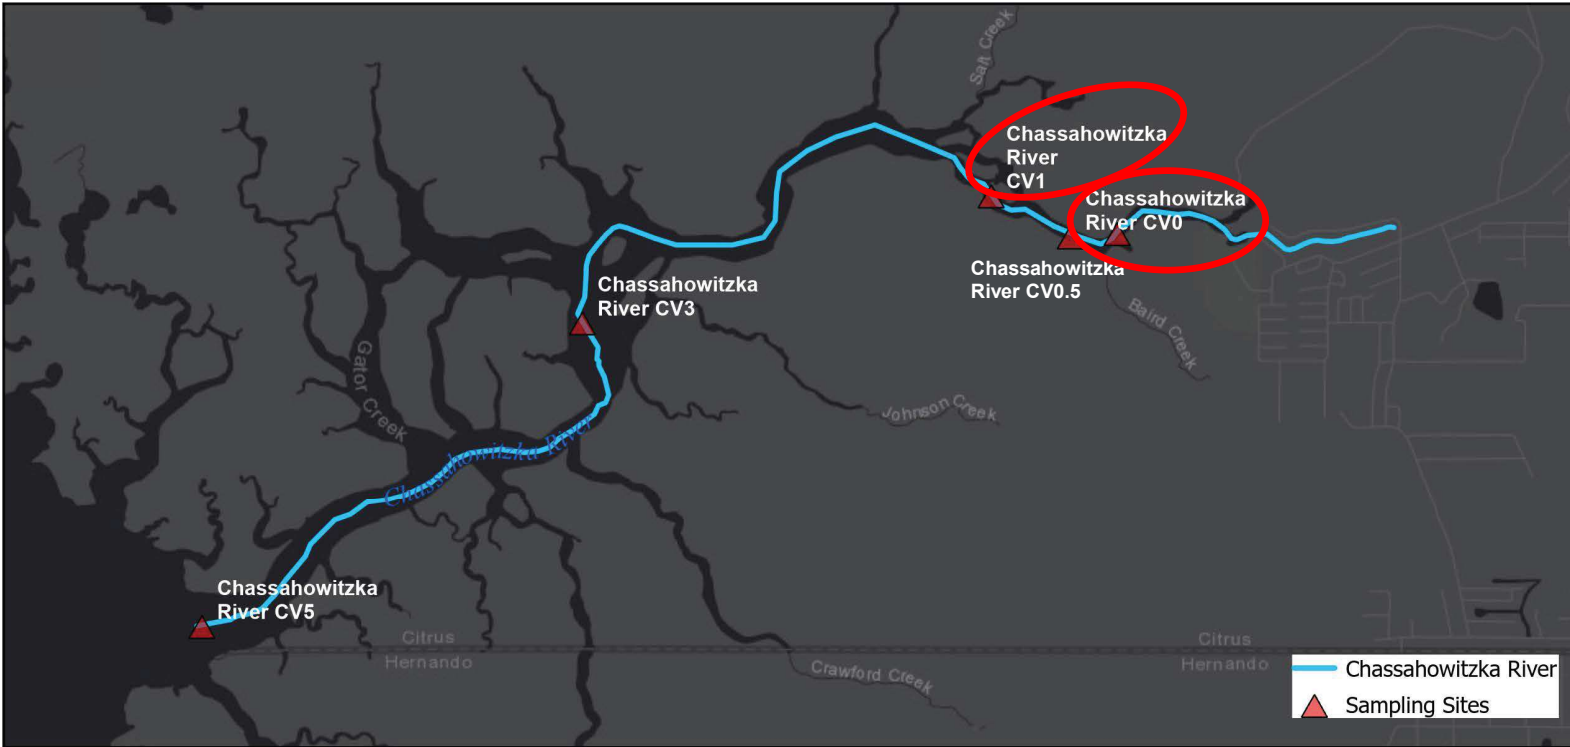 Salt Creek
Chassahowitzka
River
CV1
Chassahowitzka
River CV0
Chassahowitzka
River CV0.5
Baird Creek
Chassahowitzka
River CV3
Gator Creek
Johnson Creek
Chassahowitzka River
Chassahowitzka
River CV5
Citrus
Hernando
Citrus
Hernando
Crawford Creek
Chassahowitzka River
Sampling Sites